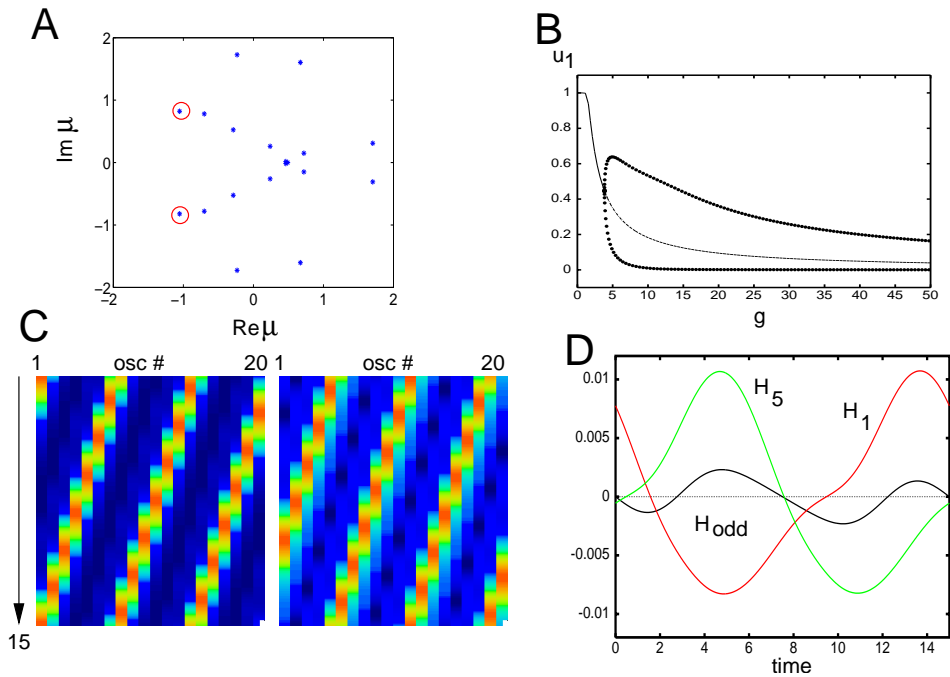 A
2
1
0
−1
−2
−2
−1
0
1
2
Im μ
Re μ
B
u1
1
0.8
0.6
0.4
0.2
0
0
5
10
15
20
25
30
35
40
45
50
g
C
1 osc # 20
1 osc # 20
15
D
0.01
0.005
0
-0.005
-0.01
0
2
4
6
8
10
12
14
time
H5
H1
Hodd